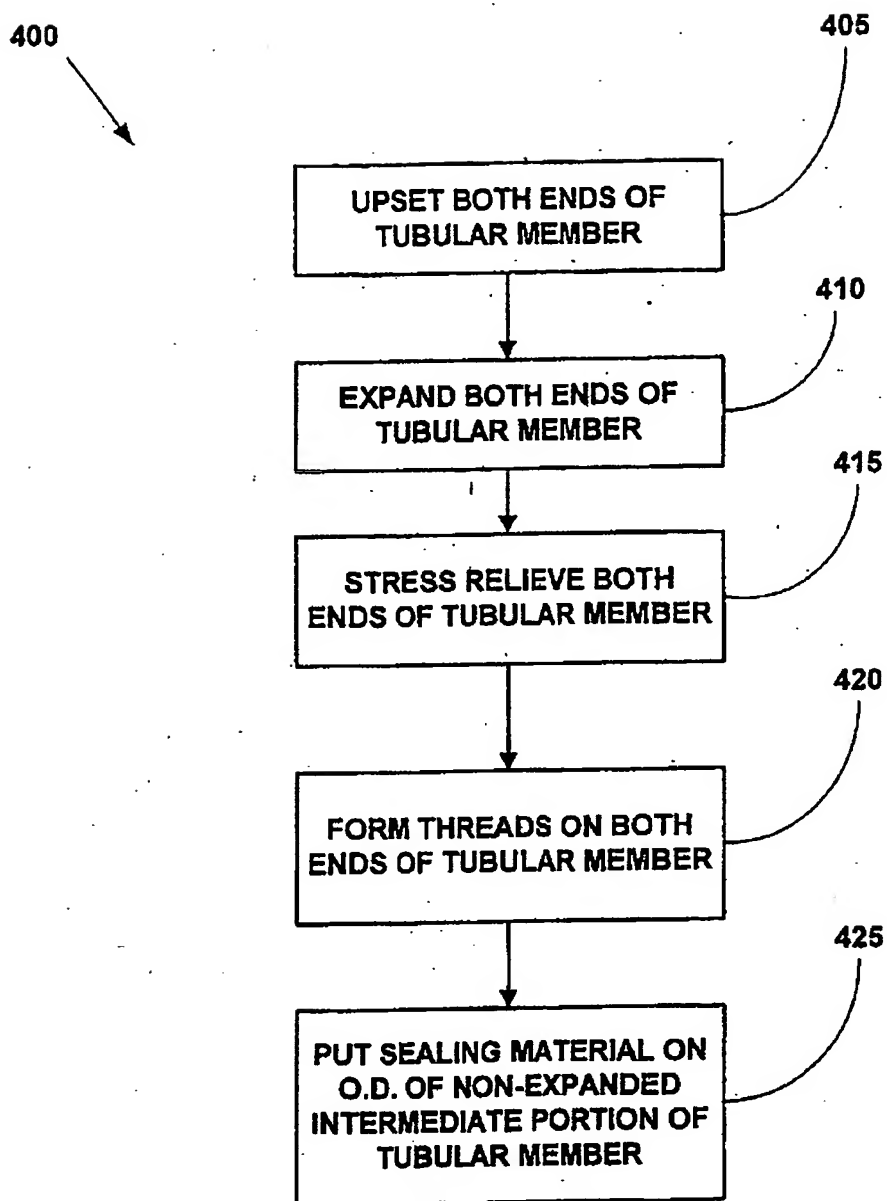 400
405
UPSET BOTH ENDS OF
TUBULAR MEMBER
410
EXPAND BOTH ENDS OF
TUBULAR MEMBER
415
STRESS RELIEVE BOTH
ENDS OF TUBULAR MEMBER
420
FORM THREADS ON BOTH
ENDS OF TUBULAR MEMBER
425
PUT SEALING MATERIAL ON
O.D. OF NON-EXPANDED
INTERMEDIATE PORTION OF
TUBULAR MEMBER